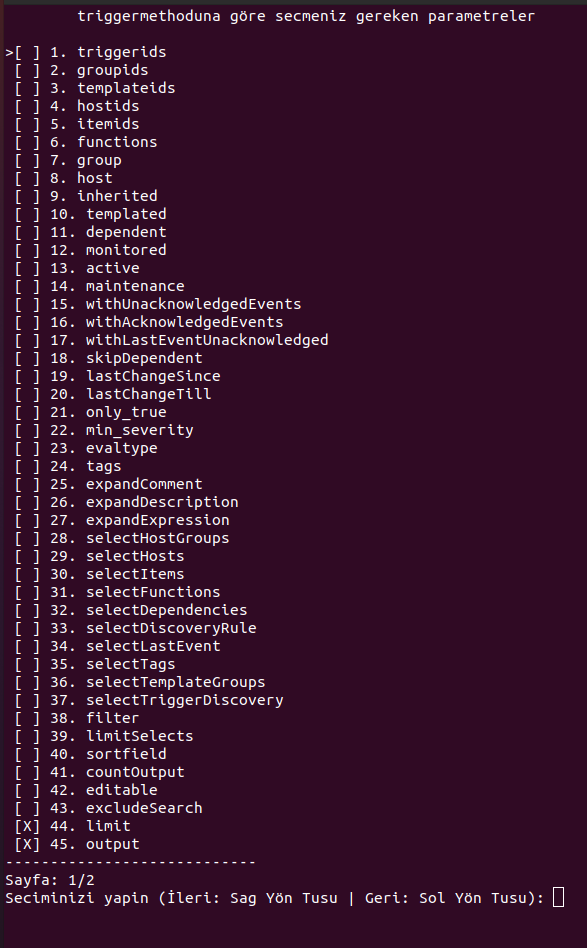 triggermethoduna göre secmeniz gereken parametreler
>[ ] 1. triggerids
[ ] 2. groupids
[ ] 3. templateids
[ ] 4. hostids
[ ] 5. itemids
[ ] 6. functions
[ ] 7. group
[ ] 8. host
[ ] 9. inherited
[ ] 10. templated
[ ] 11. dependent
[ ] 12. monitored
[ ] 13. active
[ ] 14. maintenance
[ ] 15. withUnacknowledgedEvents
[ ] 16. withAcknowledgedEvents
[ ] 17. withLastEventUnacknowledged
[ ] 18. skipDependent
[ ] 19. lastChangeSince
[ ] 20. lastChangeTill
[ ] 21. only_true
[ ] 22. min_severity
[ ] 23. evaltype
[ ] 24. tags
[ ] 25. expandComment
[ ] 26. expandDescription
[ ] 27. expandExpression
[ ] 28. selectHostGroups
[ ] 29. selectHosts
[ ] 30. selectItems
[ ] 31. selectFunctions
[ ] 32. selectDependencies
[ ] 33. selectDiscoveryRule
[ ] 34. selectLastEvent
[ ] 35. selectTags
[ ] 36. selectTemplateGroups
[ ] 37. selectTriggerDiscovery
[ ] 38. filter
[ ] 39. limitSelects
[ ] 40. sortfield
[ ] 41. countOutput
[ ] 42. editable
[ ] 43. excludeSearch
[X] 44. limit
[X] 45. output
----------------------------
Sayfa: 1/2
Seciminizi yapin (İleri: Sag Yön Tusu | Geri: Sol Yön Tusu):